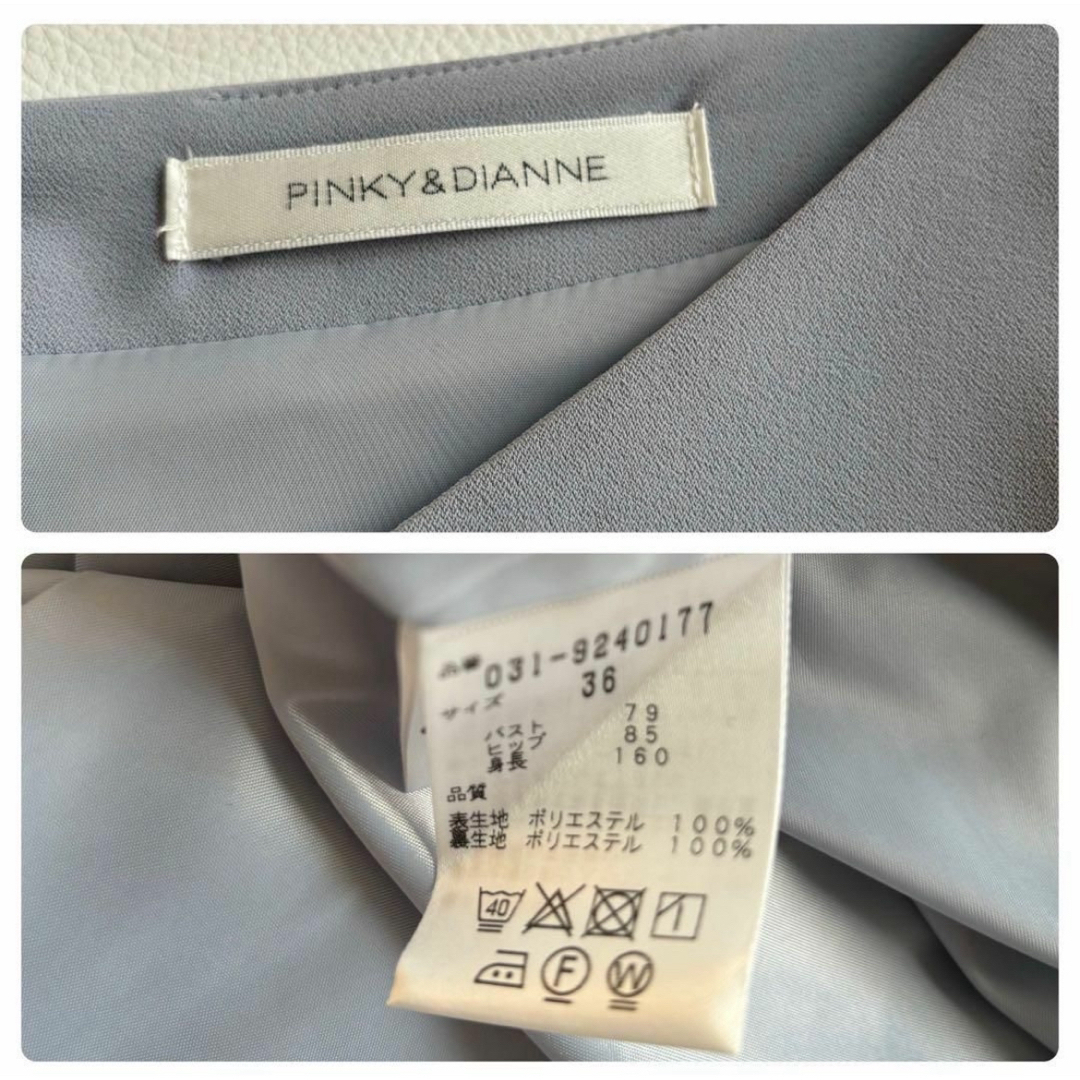 PINKY&DIANNE
品番 031-9240177
サイズ 36
バスト 79
ヒップ 85
身長 160
品質
表生地 ポリエステル 100%
裏生地 ポリエステル 100%
40
F W